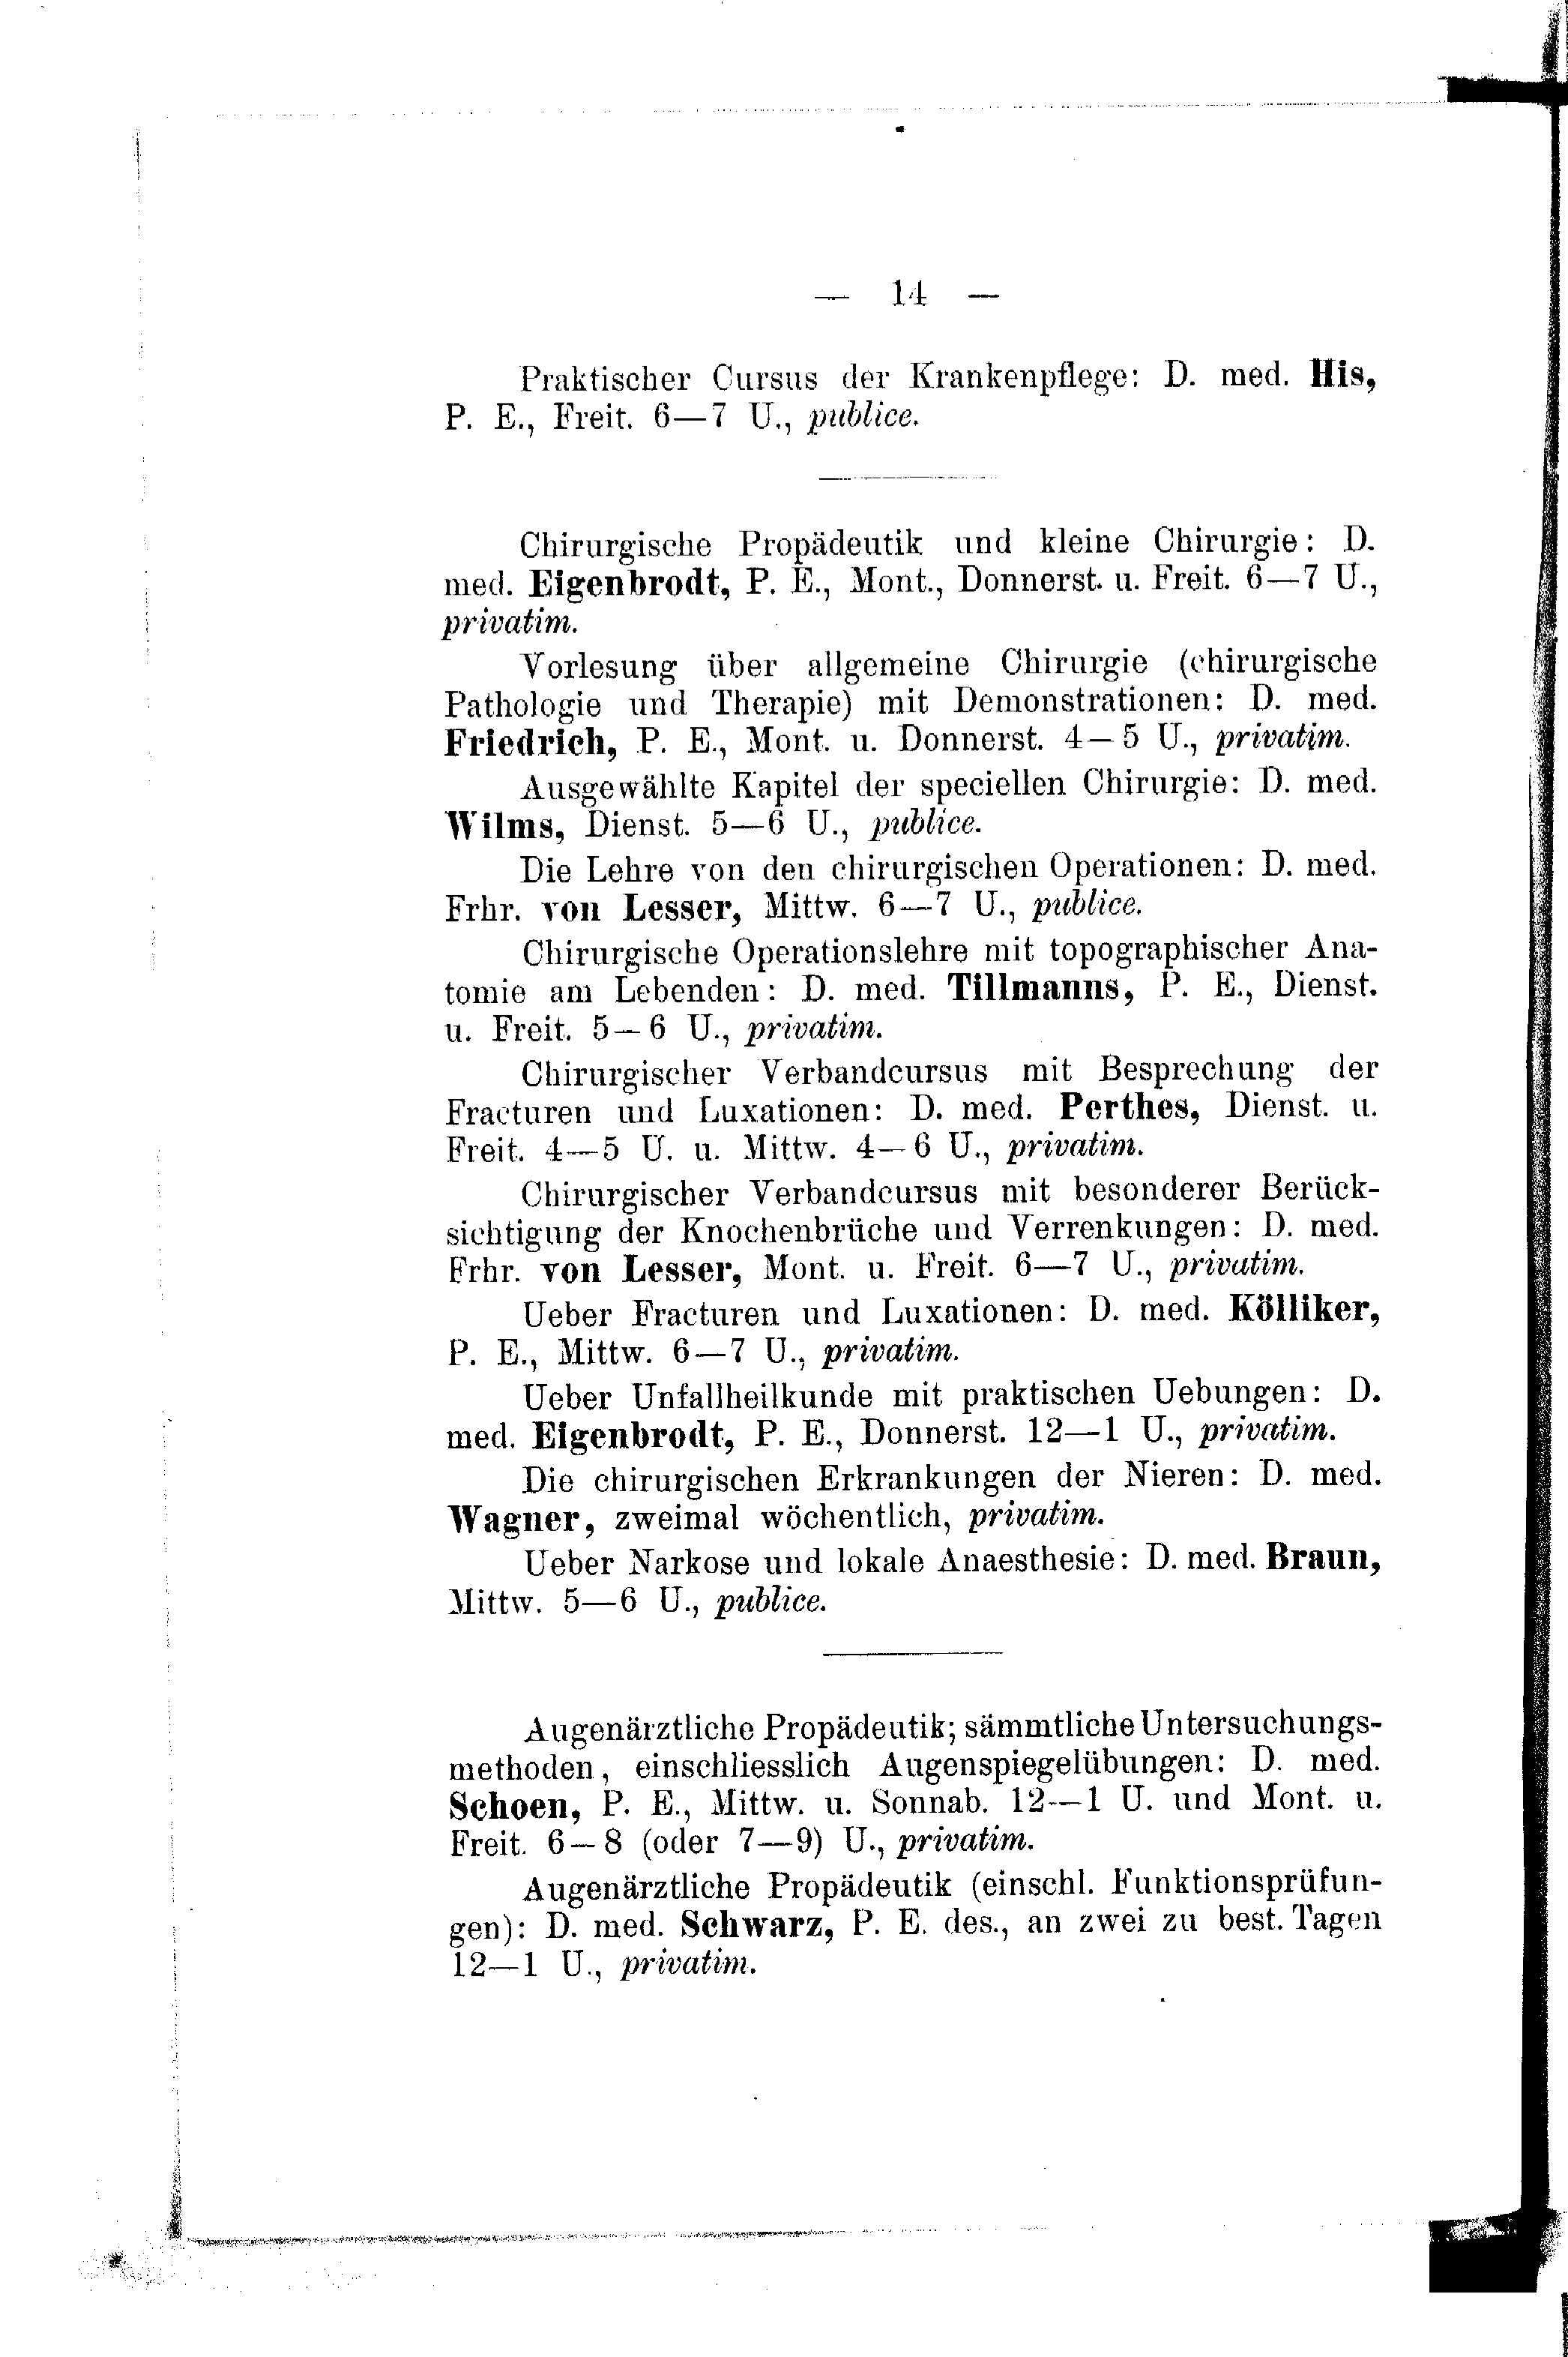 — 14 —
Praktischer Cursus der Krankenpflege: D. med. His,
P. E., Freit. 6—7 U., publice.
Chirurgische Propädeutik und kleine Chirurgie: D.
med. Eigenbrodt, P. E., Mont., Donnerst. u. Freit. 6—7 U.,
privatim.
Vorlesung über allgemeine Chirurgie (chirurgische
Pathologie und Therapie) mit Demonstrationen: D. med.
Friedrich, P. E., Mont. u. Donnerst. 4—5 U., privatim.
Ausgewählte Kapitel der speciellen Chirurgie: D. med.
Wilms, Dienst. 5—6 U., publice.
Die Lehre von den chirurgischen Operationen: D. med.
Frhr. von Lesser, Mittw. 6—7 U., publice.
Chirurgische Operationslehre mit topographischer Ana-
tomie am Lebenden: D. med. Tillmanns, P. E., Dienst.
u. Freit. 5—6 U., privatim.
Chirurgischer Verbandcursus mit Besprechung der
Fracturen und Luxationen: D. med. Perthes, Dienst. u.
Freit. 4—5 U. u. Mittw. 4—6 U., privatim.
Chirurgischer Verbandcursus mit besonderer Berück-
sichtigung der Knochenbrüche und Verrenkungen: D. med.
Frhr. von Lesser, Mont. u. Freit. 6—7 U., privatim.
Ueber Fracturen und Luxationen: D. med. Kölliker,
P. E., Mittw. 6—7 U., privatim.
Ueber Unfallheilkunde mit praktischen Uebungen: D.
med. Eigenbrodt, P. E., Donnerst. 12—1 U., privatim.
Die chirurgischen Erkrankungen der Nieren: D. med.
Wagner, zweimal wöchentlich, privatim.
Ueber Narkose und lokale Anaesthesie: D. med. Braun,
Mittw. 5—6 U., publice.
Augenärztliche Propädeutik; sämmtliche Untersuchungs-
methoden, einschliesslich Augenspiegelübungen: D. med.
Schoen, P. E., Mittw. u. Sonnab. 12—1 U. und Mont. u.
Freit. 6—8 (oder 7—9) U., privatim.
Augenärztliche Propädeutik (einschl. Funktionsprüfun-
gen): D. med. Schwarz, P. E. des., an zwei zu best. Tagen
12—1 U., privatim.